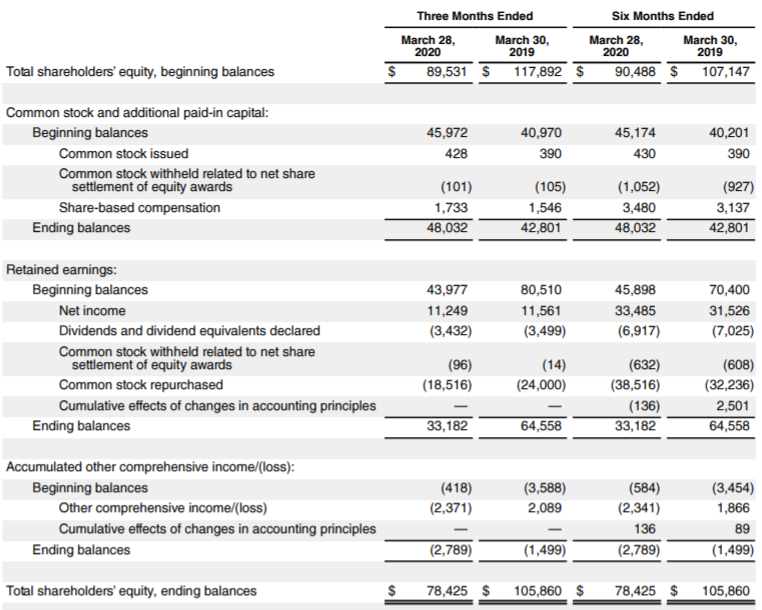 Three Months Ended Six Months Ended
March 28, 2020 March 30, 2019 March 28, 2020 March 30, 2019
Total shareholders' equity, beginning balances $ 89,531 $ 117,892 $ 90,488 $ 107,147
Common stock and additional paid-in capital:
Beginning balances 45,972 40,970 45,174 40,201
Common stock issued 428 390 430 390
Common stock withheld related to net share
settlement of equity awards (101) (105) (1,052) (927)
Share-based compensation 1,733 1,546 3,480 3,137
Ending balances 48,032 42,801 48,032 42,801
Retained earnings:
Beginning balances 43,977 80,510 45,898 70,400
Net income 11,249 11,561 33,485 31,526
Dividends and dividend equivalents declared (3,432) (3,499) (6,917) (7,025)
Common stock withheld related to net share
settlement of equity awards (96) (14) (632) (608)
Common stock repurchased (18,516) (24,000) (38,516) (32,236)
Cumulative effects of changes in accounting principles — — (136) 2,501
Ending balances 33,182 64,558 33,182 64,558
Accumulated other comprehensive income/(loss):
Beginning balances (418) (3,588) (584) (3,454)
Other comprehensive income/(loss) (2,371) 2,089 (2,341) 1,866
Cumulative effects of changes in accounting principles — — 136 89
Ending balances (2,789) (1,499) (2,789) (1,499)
Total shareholders' equity, ending balances $ 78,425 $ 105,860 $ 78,425 $ 105,860